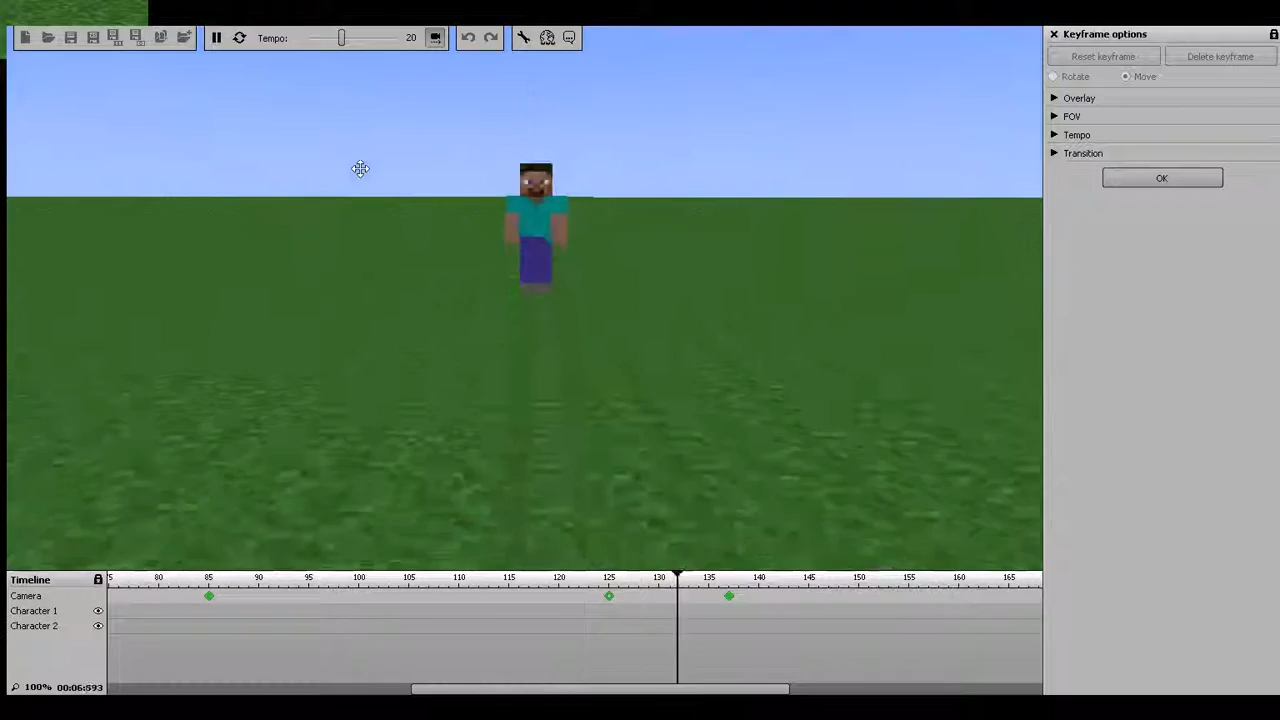 Tempo: 20
Keyframe options
Reset keyframe Delete keyframe
Rotate Move
Overlay
FOV
Tempo
Transition
OK
Timeline
75 80 85 90 95 100 105 110 115 120 125 130 135 140 145 150 155 160 165
Camera
Character 1
Character 2
100% 00:06:593